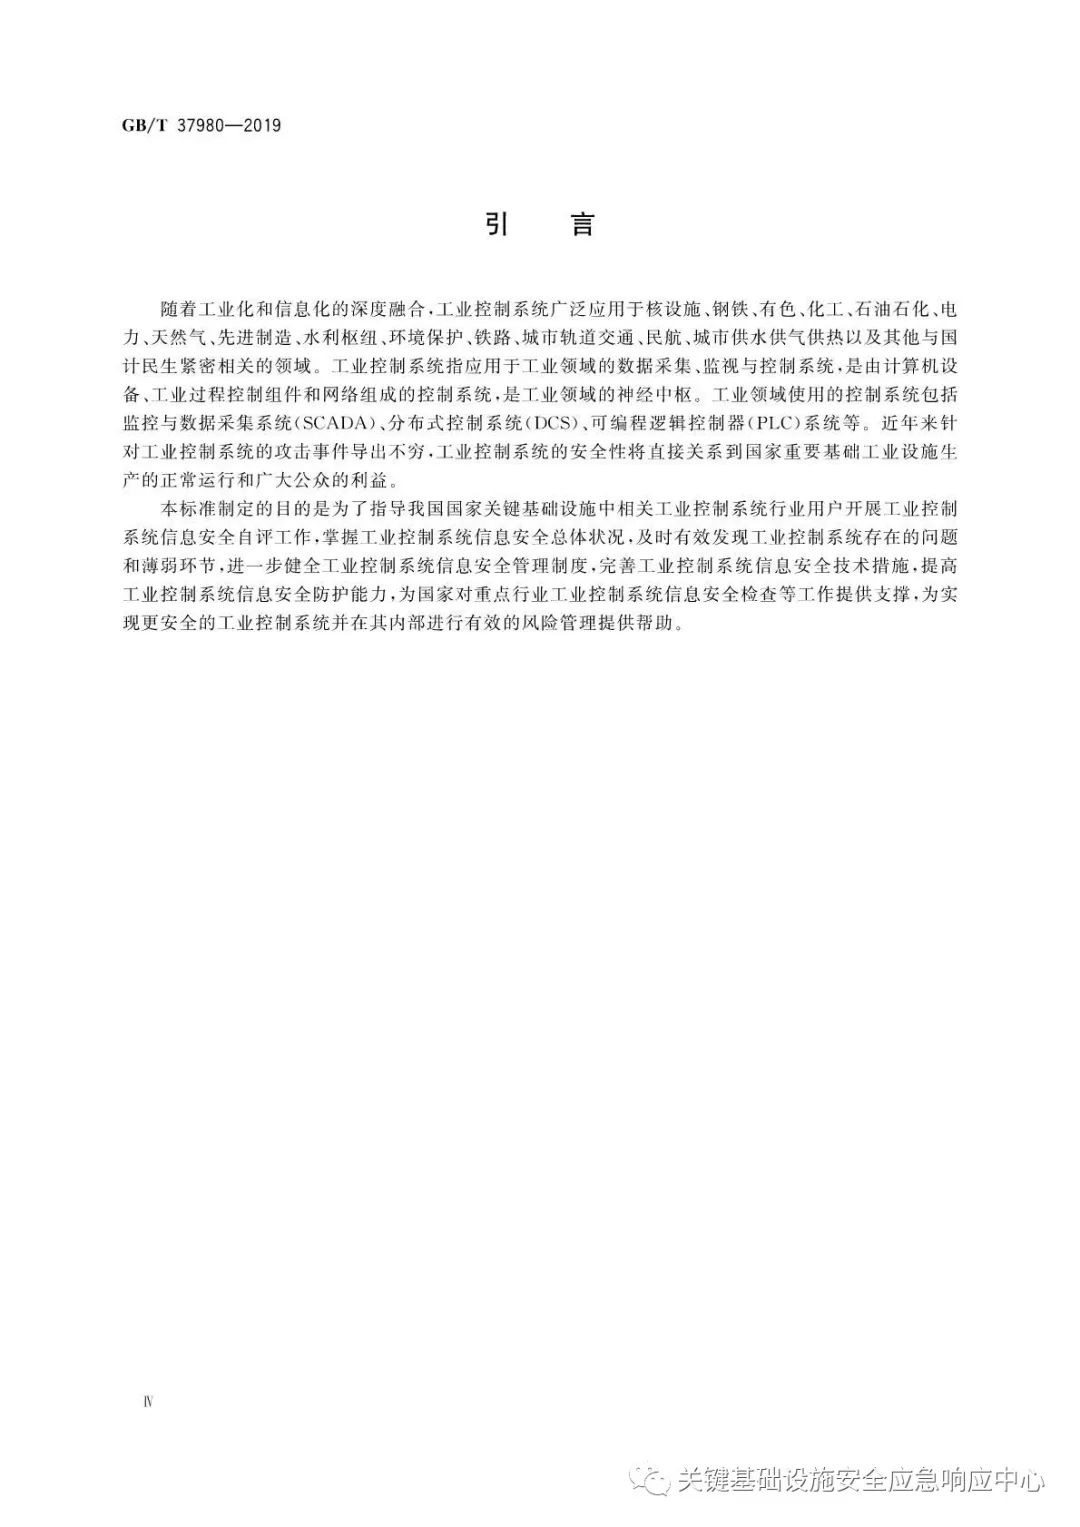 GB/T 37980—2019
引 言
随着工业化和信息化的深度融合,工业控制系统广泛应用于核设施、钢铁、有色、化工、石油石化、电
力、天然气、先进制造、水利枢纽、环境保护、铁路、城市轨道交通、民航、城市供水供气供热以及其他与国
计民生紧密相关的领域。工业控制系统指应用于工业领域的数据采集、监视与控制系统,是由计算机设
备、工业过程控制组件和网络组成的控制系统,是工业领域的神经中枢。工业领域使用的控制系统包括
监控与数据采集系统(SCADA)、分布式控制系统(DCS)、可编程逻辑控制器(PLC)系统等。近年来针
对工业控制系统的攻击事件导出不穷,工业控制系统的安全性将直接关系到国家重要基础工业设施生
产的正常运行和广大公众的利益。
本标准制定的目的是为了指导我国国家关键基础设施中相关工业控制系统行业用户开展工业控制
系统信息安全自评工作,掌握工业控制系统信息安全总体状况,及时有效发现工业控制系统存在的问题
和薄弱环节,进一步健全工业控制系统信息安全管理制度,完善工业控制系统信息安全技术措施,提高
工业控制系统信息安全防护能力,为国家对重点行业工业控制系统信息安全检查等工作提供支撑,为实
现更安全的工业控制系统并在其内部进行有效的风险管理提供帮助。
Ⅳ
关键基础设施安全应急响应中心